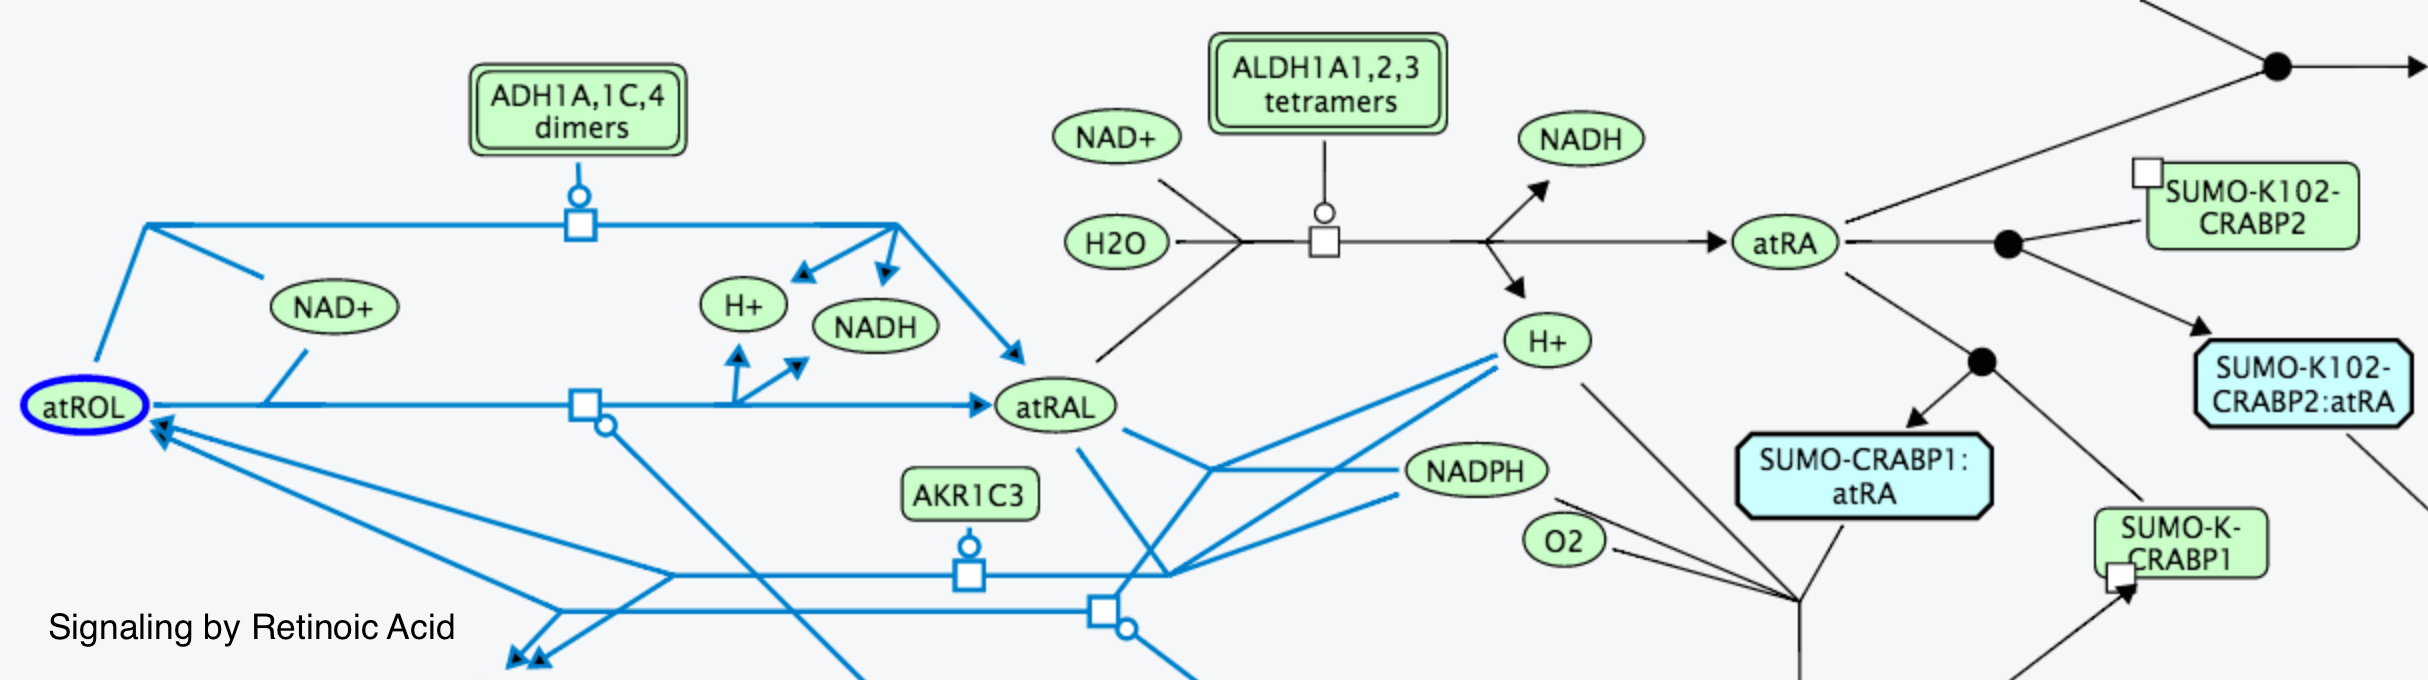 ADH1A,1C,4
dimers
ALDH1A1,2,3
tetramers
NAD+
NADH
H2O
atRA
SUMO-K102-
CRABP2
NAD+
H+
NADH
H+
SUMO-K102-
CRABP2:atRA
atROL
atRAL
AKR1C3
NADPH
O2
SUMO-CRABP1:
atRA
SUMO-K-
CRABP1
Signaling by Retinoic Acid